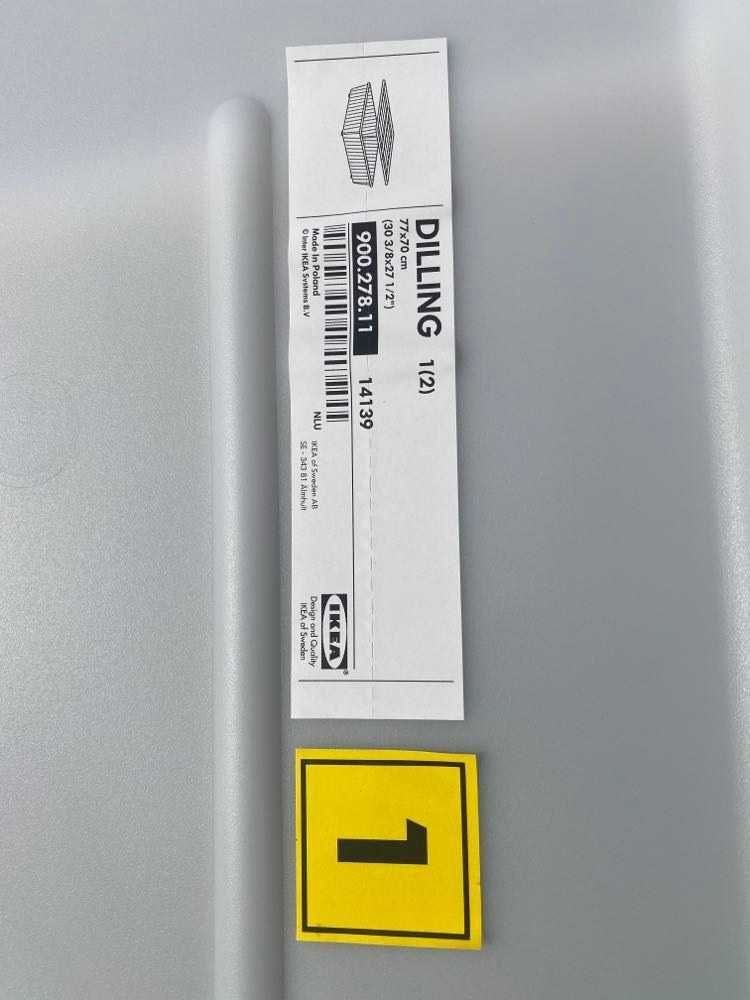 DILLING 1(2)
77x70 cm
(30 3/8x27 1/2")
900.278.11 14139
Made in Poland
© Inter IKEA Systems B.V
NLU
IKEA of Sweden AB
SE - 343 81 Älmhult
IKEA®
Design and Quality
IKEA of Sweden
1